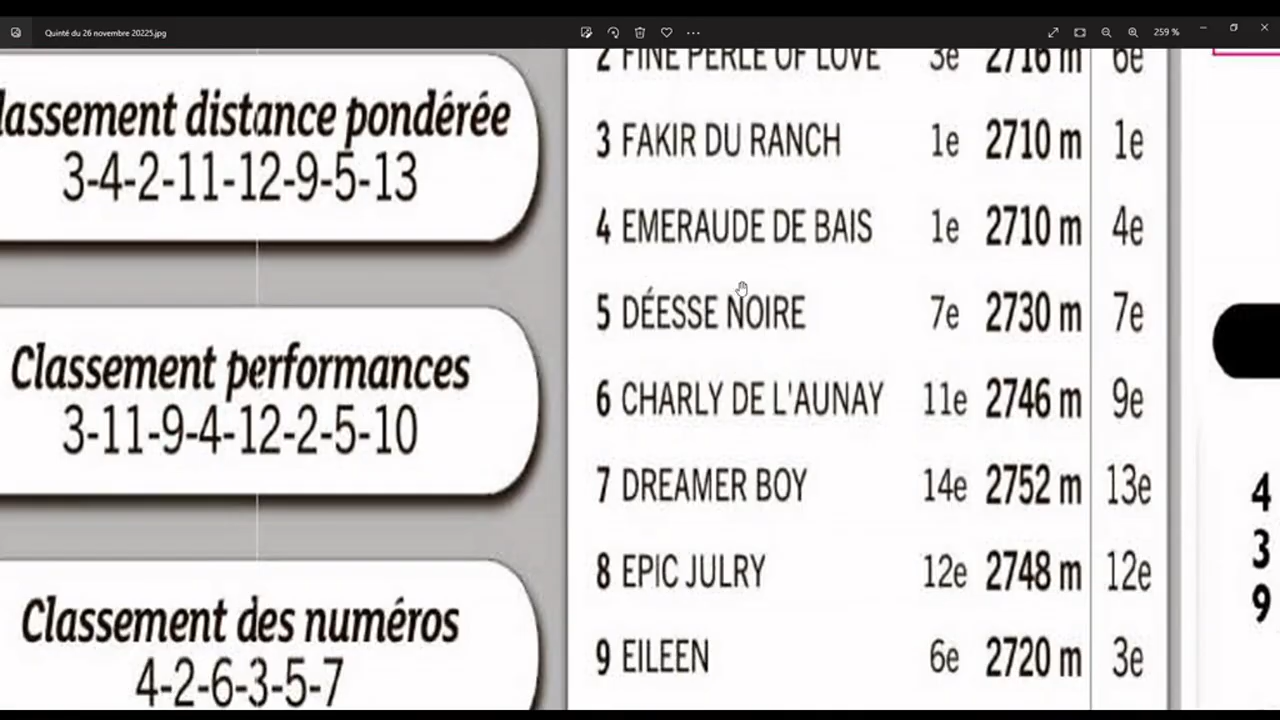 Quinté du 26 novembre 20225.jpg
259 %
lassement distance pondérée
3-4-2-11-12-9-5-13
Classement performances
3-11-9-4-12-2-5-10
Classement des numéros
4-2-6-3-5-7
2 FINE PERLE OF LOVE 3e 2716 m 6e
3 FAKIR DU RANCH 1e 2710 m 1e
4 EMERAUDE DE BAIS 1e 2710 m 4e
5 DÉESSE NOIRE 7e 2730 m 7e
6 CHARLY DE L'AUNAY 11e 2746 m 9e
7 DREAMER BOY 14e 2752 m 13e
8 EPIC JULRY 12e 2748 m 12e
9 EILEEN 6e 2720 m 3e
4
3
9